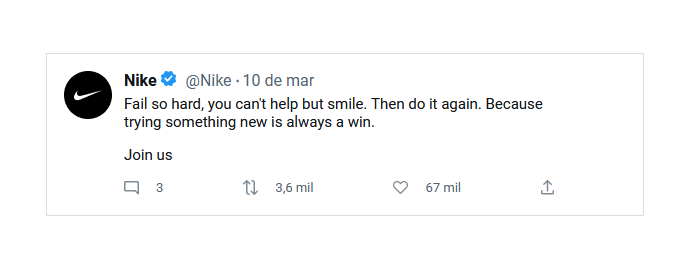 Nike @Nike · 10 de mar
Fail so hard, you can't help but smile. Then do it again. Because
trying something new is always a win.
Join us
3 3,6 mil 67 mil